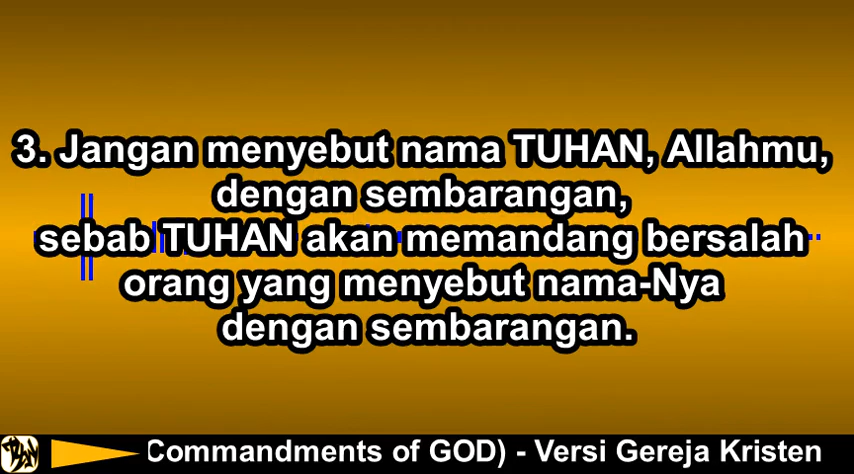 3. Jangan menyebut nama TUHAN, Allahmu,
dengan sembarangan,
sebab TUHAN akan memandang bersalah
orang yang menyebut nama-Nya
dengan sembarangan.
Commandments of GOD) - Versi Gereja Kristen